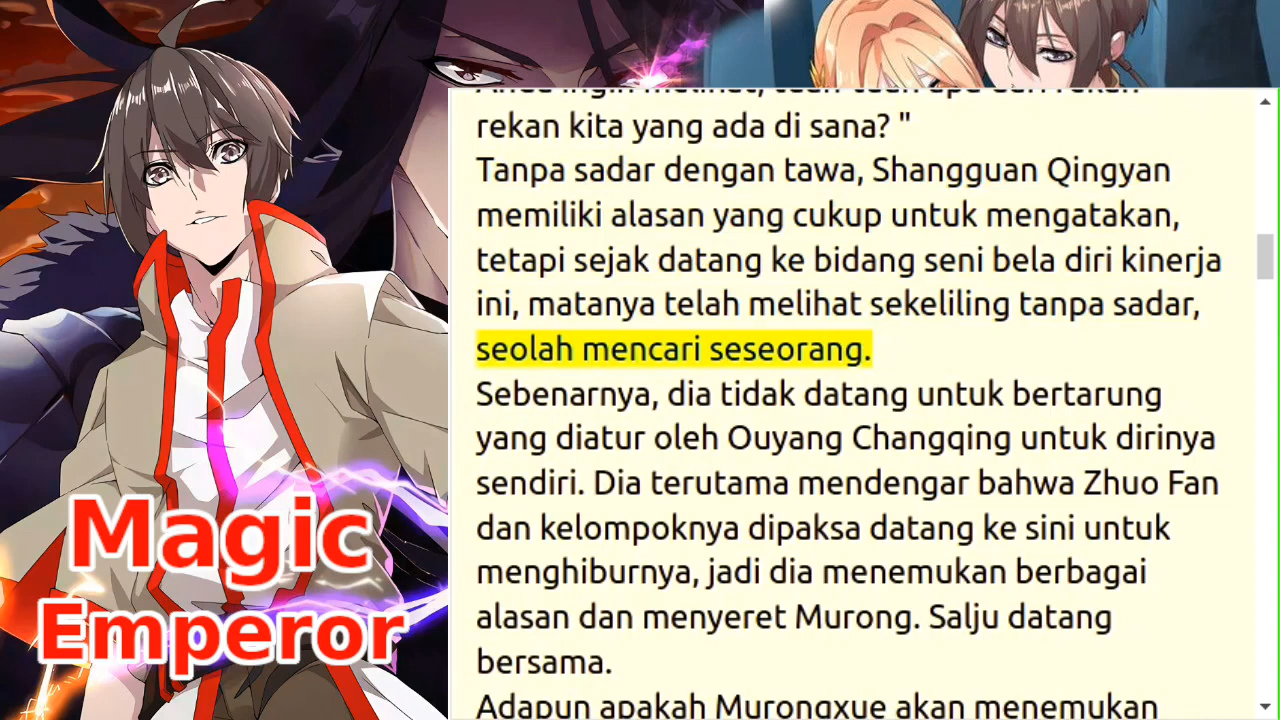 Magic
Emperor
rekan kita yang ada di sana? "
Tanpa sadar dengan tawa, Shangguan Qingyan
memiliki alasan yang cukup untuk mengatakan,
tetapi sejak datang ke bidang seni bela diri kinerja
ini, matanya telah melihat sekeliling tanpa sadar,
seolah mencari seseorang.
Sebenarnya, dia tidak datang untuk bertarung
yang diatur oleh Ouyang Changqing untuk dirinya
sendiri. Dia terutama mendengar bahwa Zhuo Fan
dan kelompoknya dipaksa datang ke sini untuk
menghiburnya, jadi dia menemukan berbagai
alasan dan menyeret Murong. Salju datang
bersama.
Adapun apakah Murongxue akan menemukan